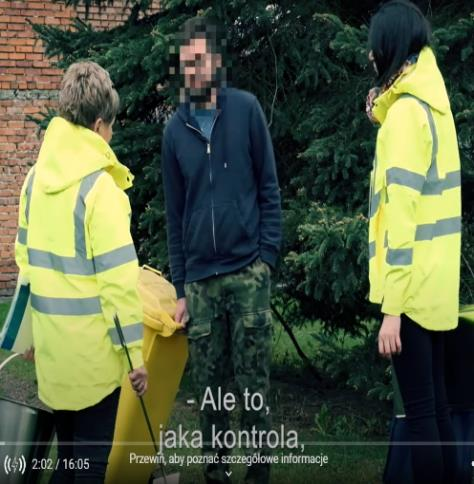 - Ale to,
jaka kontrola,
Przewiń, aby poznać szczegółowe informacje
2:02 / 16:05